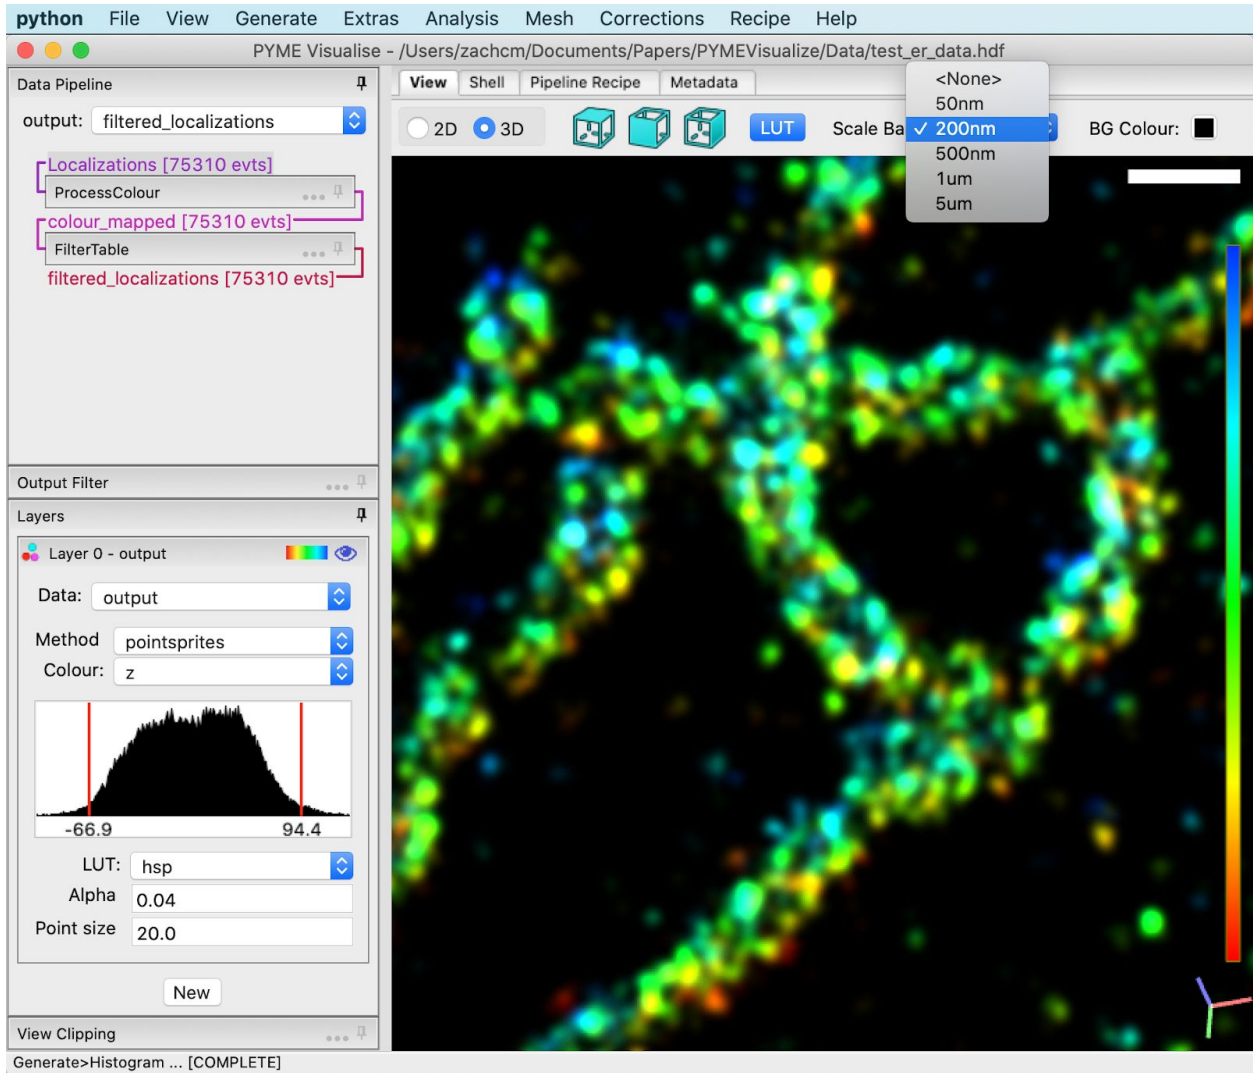 python File View Generate Extras Analysis Mesh Corrections Recipe Help
PYME Visualise - /Users/zachcm/Documents/Papers/PYMEVisualize/Data/test_er_data.hdf
Data Pipeline
output: filtered_localizations
Localizations [75310 evts]
ProcessColour
colour_mapped [75310 evts]
FilterTable
filtered_localizations [75310 evts]
Output Filter
Layers
Layer 0 - output
Data: output
Method pointsprites
Colour: z
-66.9 94.4
LUT: hsp
Alpha 0.04
Point size 20.0
New
View Clipping
Generate>Histogram ... [COMPLETE]
View Shell Pipeline Recipe Metadata
2D 3D LUT Scale Ba BG Colour:
<None>
50nm
✓ 200nm
500nm
1um
5um